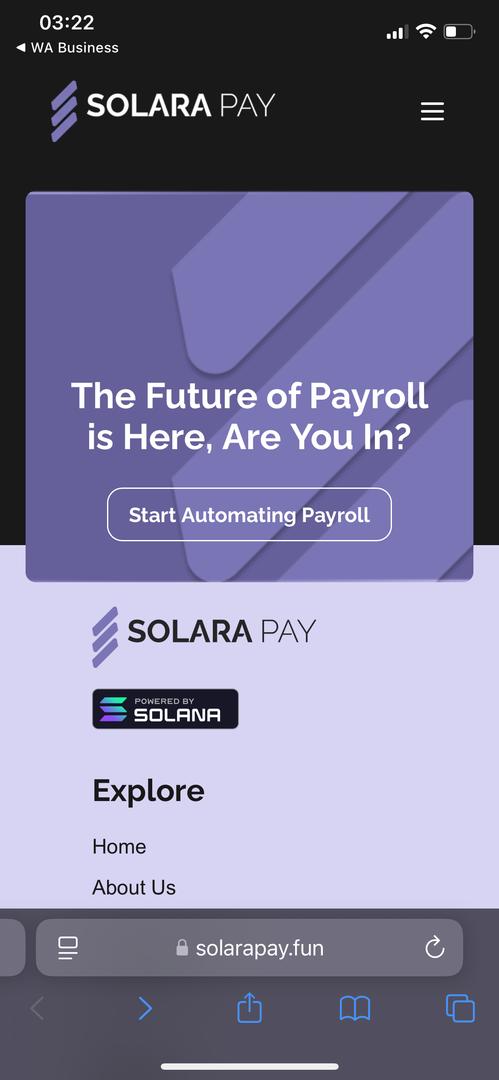 03:22
◀ WA Business
SOLARA PAY
The Future of Payroll
is Here, Are You In?
Start Automating Payroll
SOLARA PAY
POWERED BY
SOLANA
Explore
Home
About Us
solarapay.fun